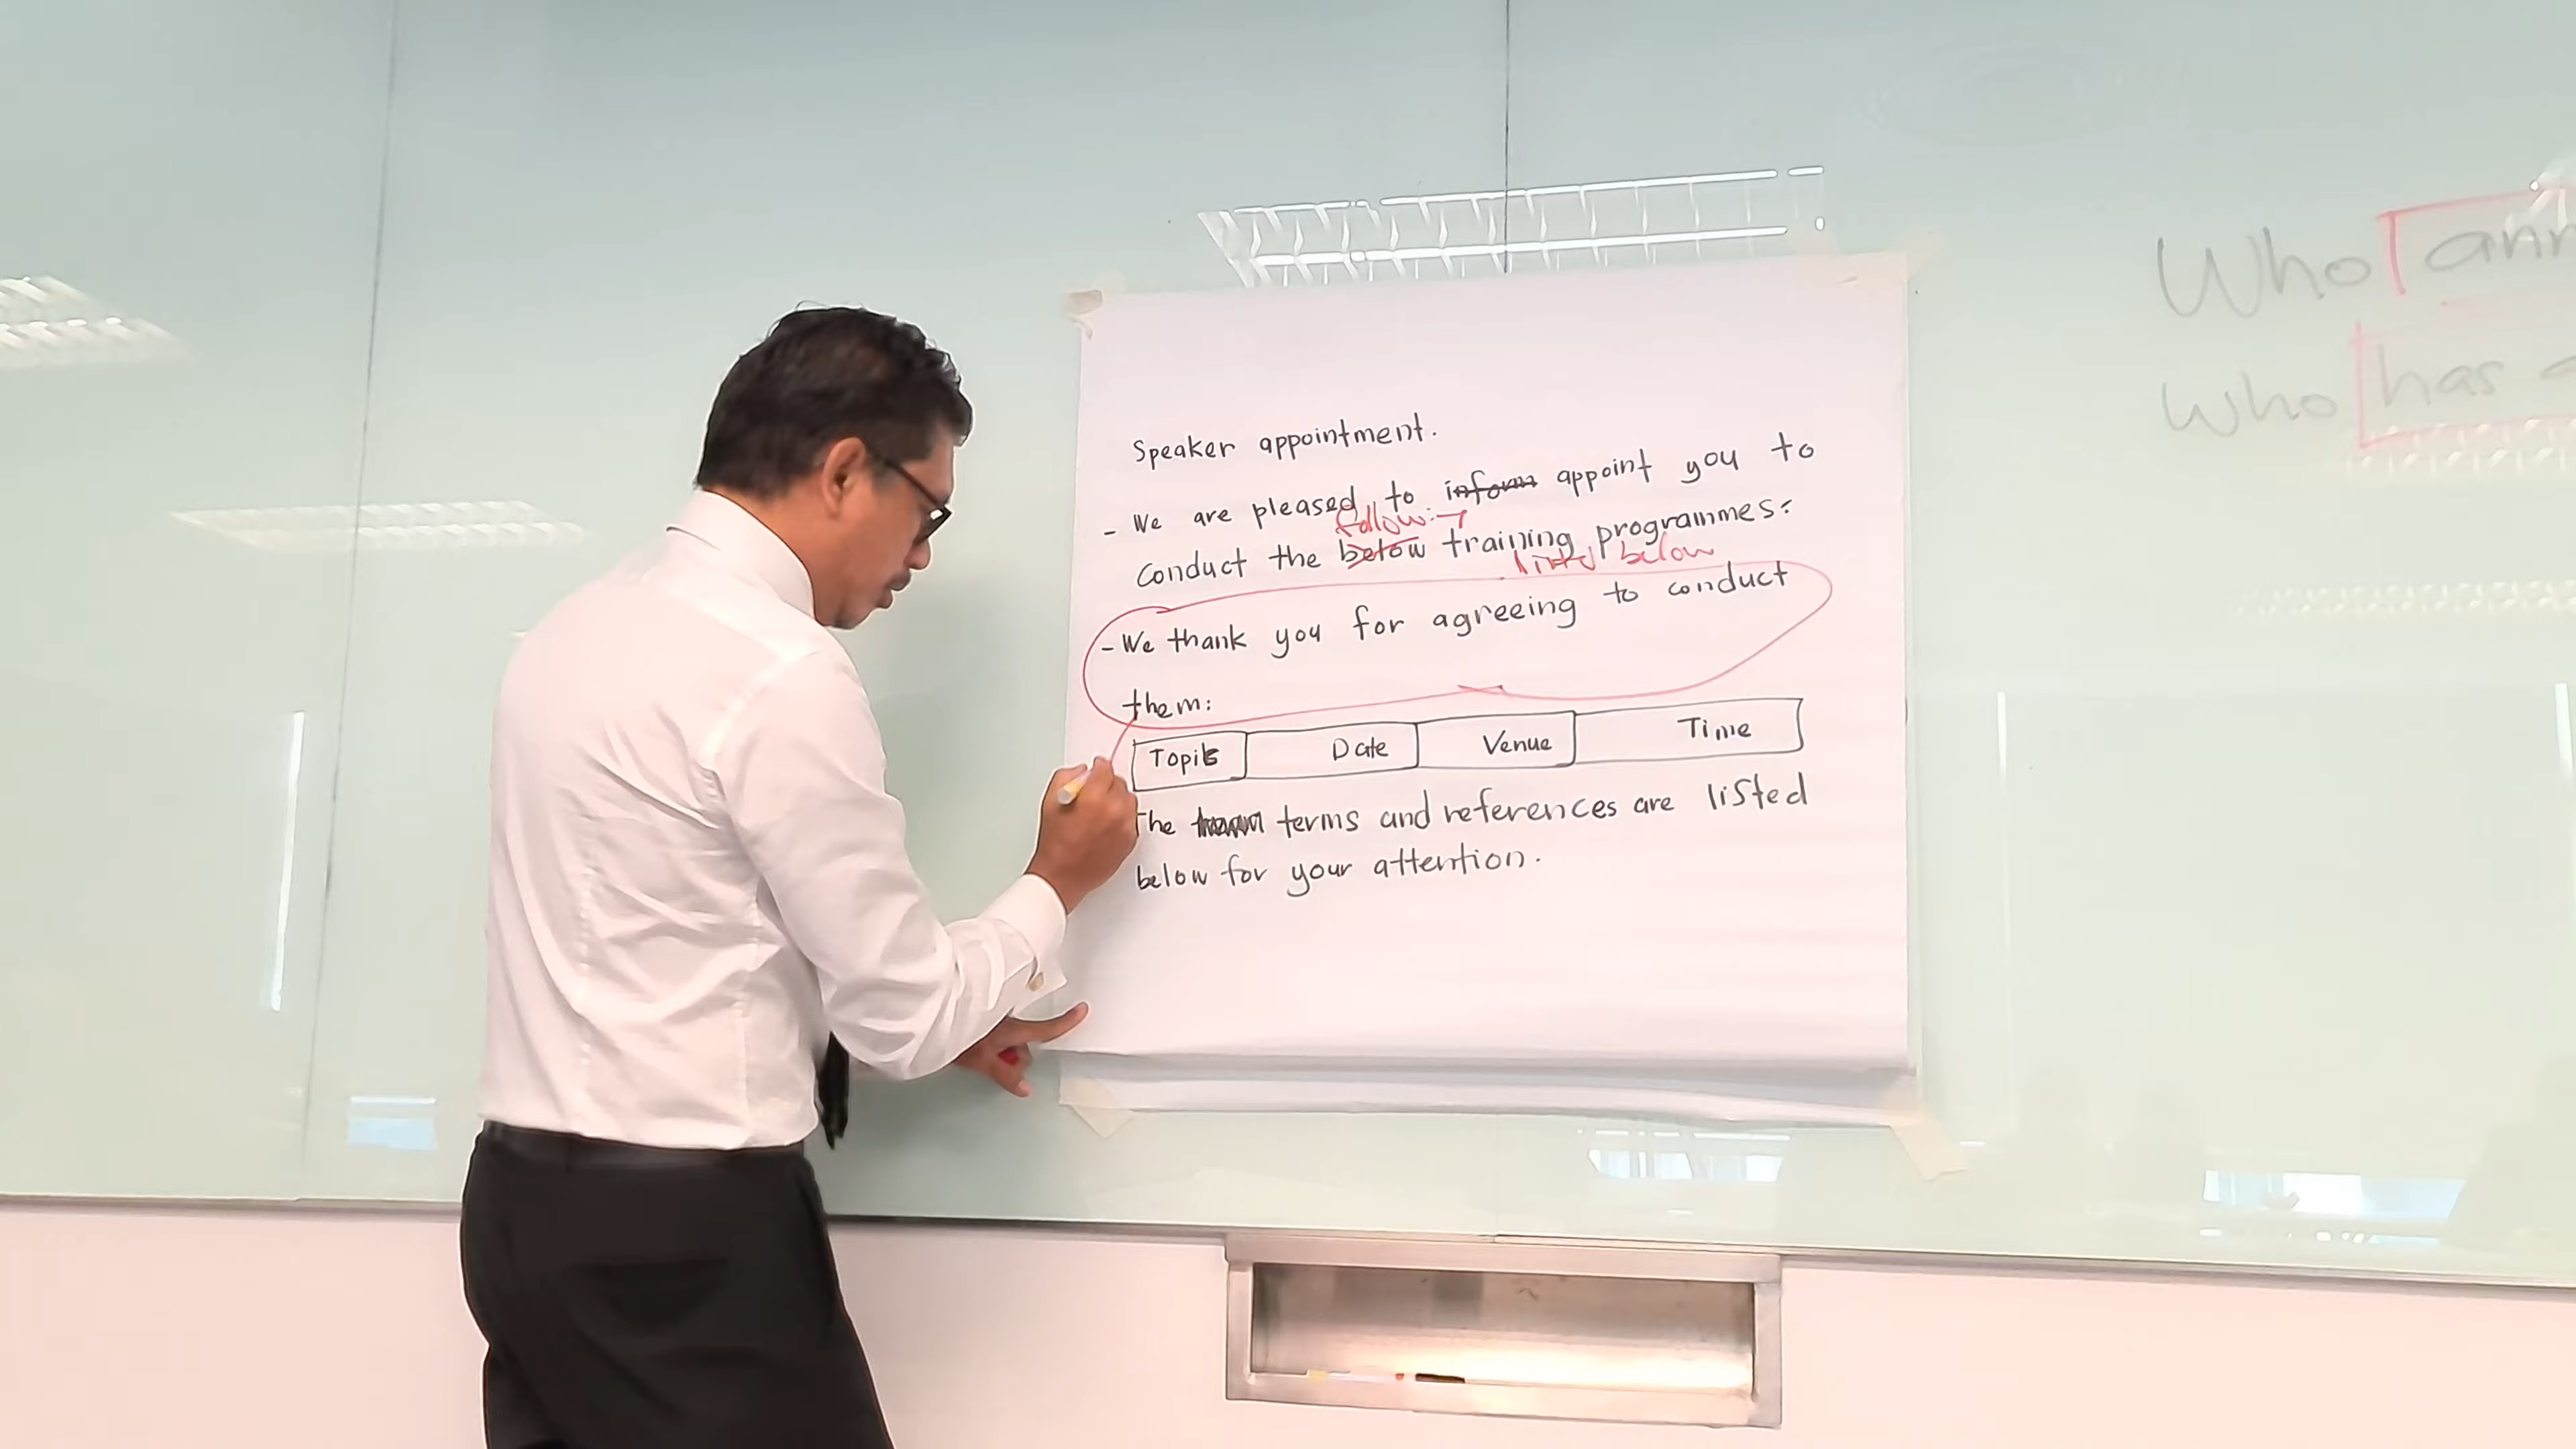 Speaker appointment.
- We are pleased to inform appoint you to
follow:
conduct the below training programmes:
listed below
- We thank you for agreeing to conduct
them:
Topics Date Venue Time
The terms and references are listed
below for your attention.
Who ann
Who has a